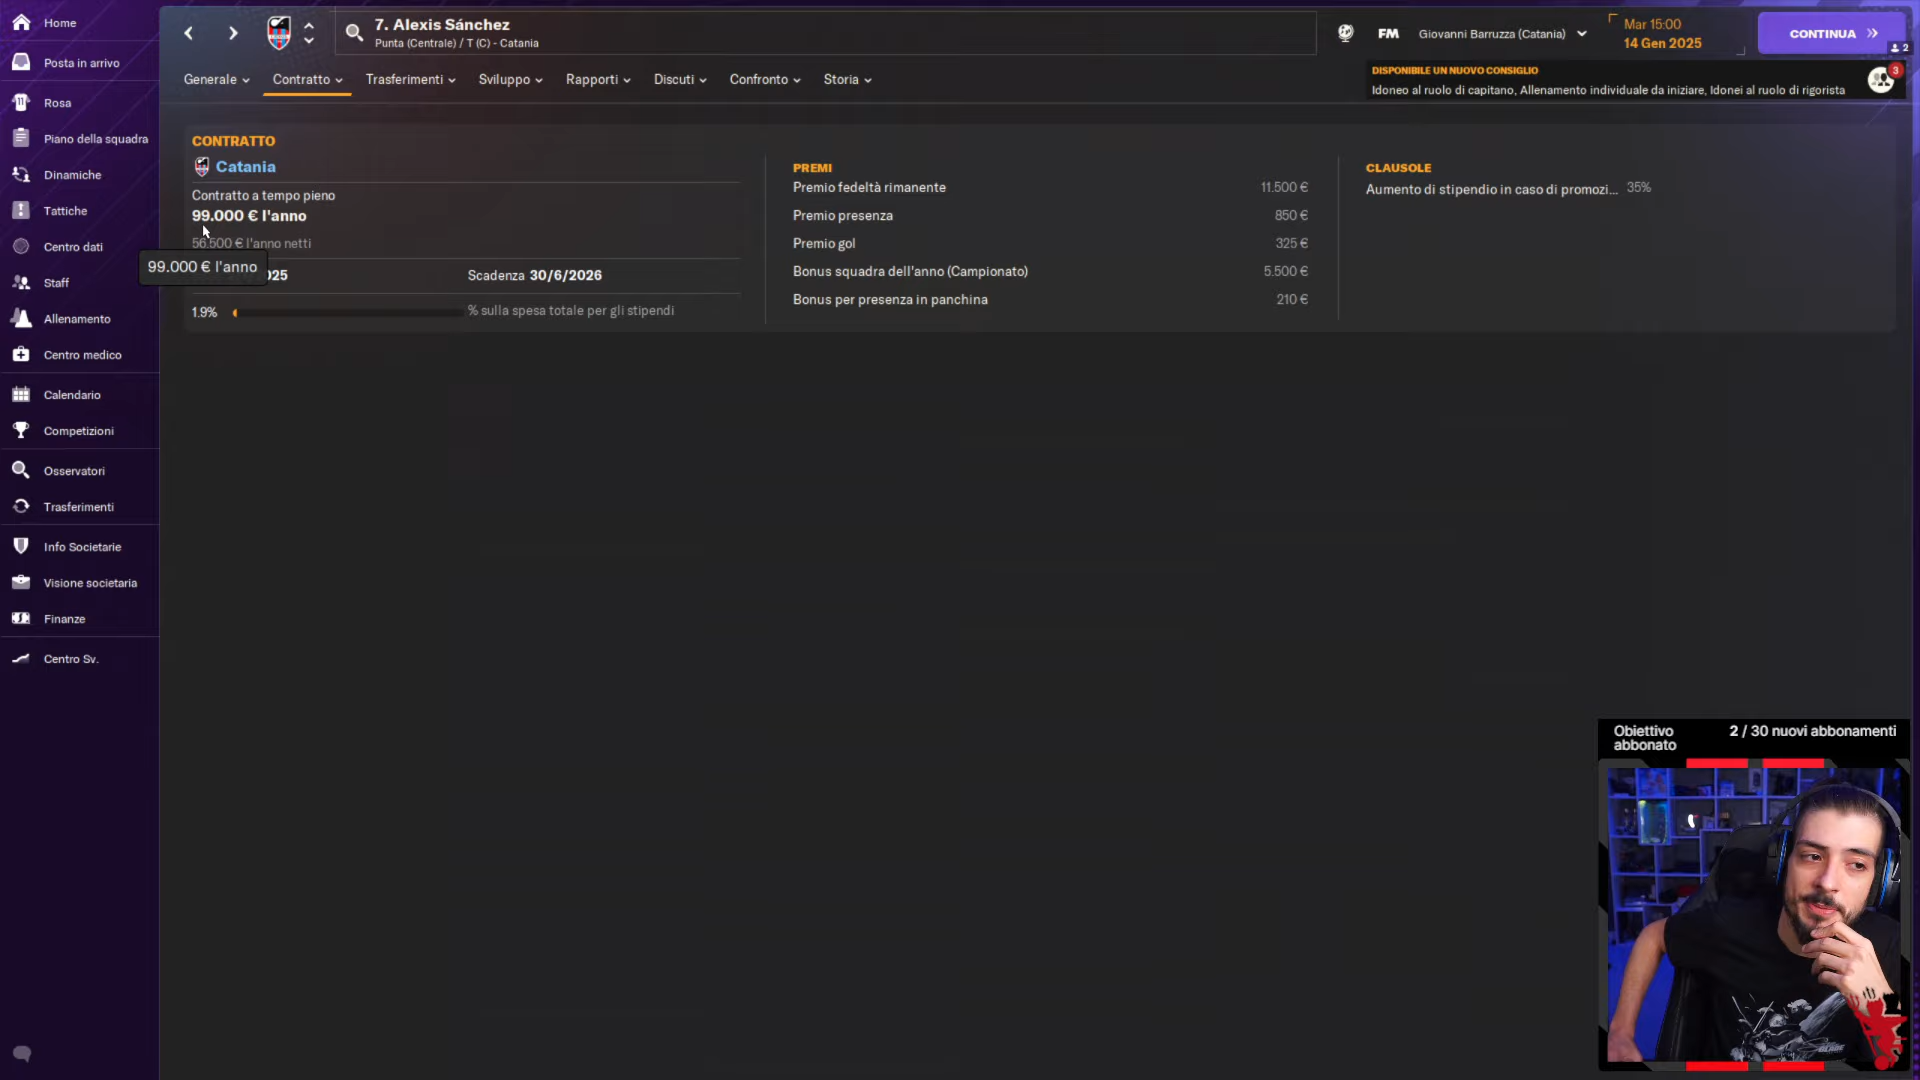 Home
Posta in arrivo
Rosa
Piano della squadra
Dinamiche
Tattiche
Centro dati
Staff
Allenamento
Centro medico
Calendario
Competizioni
Osservatori
Trasferimenti
Info Societarie
Visione societaria
Finanze
Centro Sv.
7. Alexis Sánchez
Punta (Centrale) / T (C) - Catania
FM
Giovanni Barruzza (Catania)
Mar 15:00
14 Gen 2025
CONTINUA
2
Generale
Contratto
Trasferimenti
Sviluppo
Rapporti
Discuti
Confronto
Storia
DISPONIBILE UN NUOVO CONSIGLIO
Idoneo al ruolo di capitano, Allenamento individuale da iniziare, Idonei al ruolo di rigorista
3
CONTRATTO
Catania
Contratto a tempo pieno
99.000 € l'anno
56.500 € l'anno netti
99.000 € l'anno
025
Scadenza 30/6/2026
1.9%
% sulla spesa totale per gli stipendi
PREMI
Premio fedeltà rimanente 11.500 €
Premio presenza 850 €
Premio gol 325 €
Bonus squadra dell'anno (Campionato) 5.500 €
Bonus per presenza in panchina 210 €
CLAUSOLE
Aumento di stipendio in caso di promozi... 35%
Obiettivo abbonato
2 / 30 nuovi abbonamenti